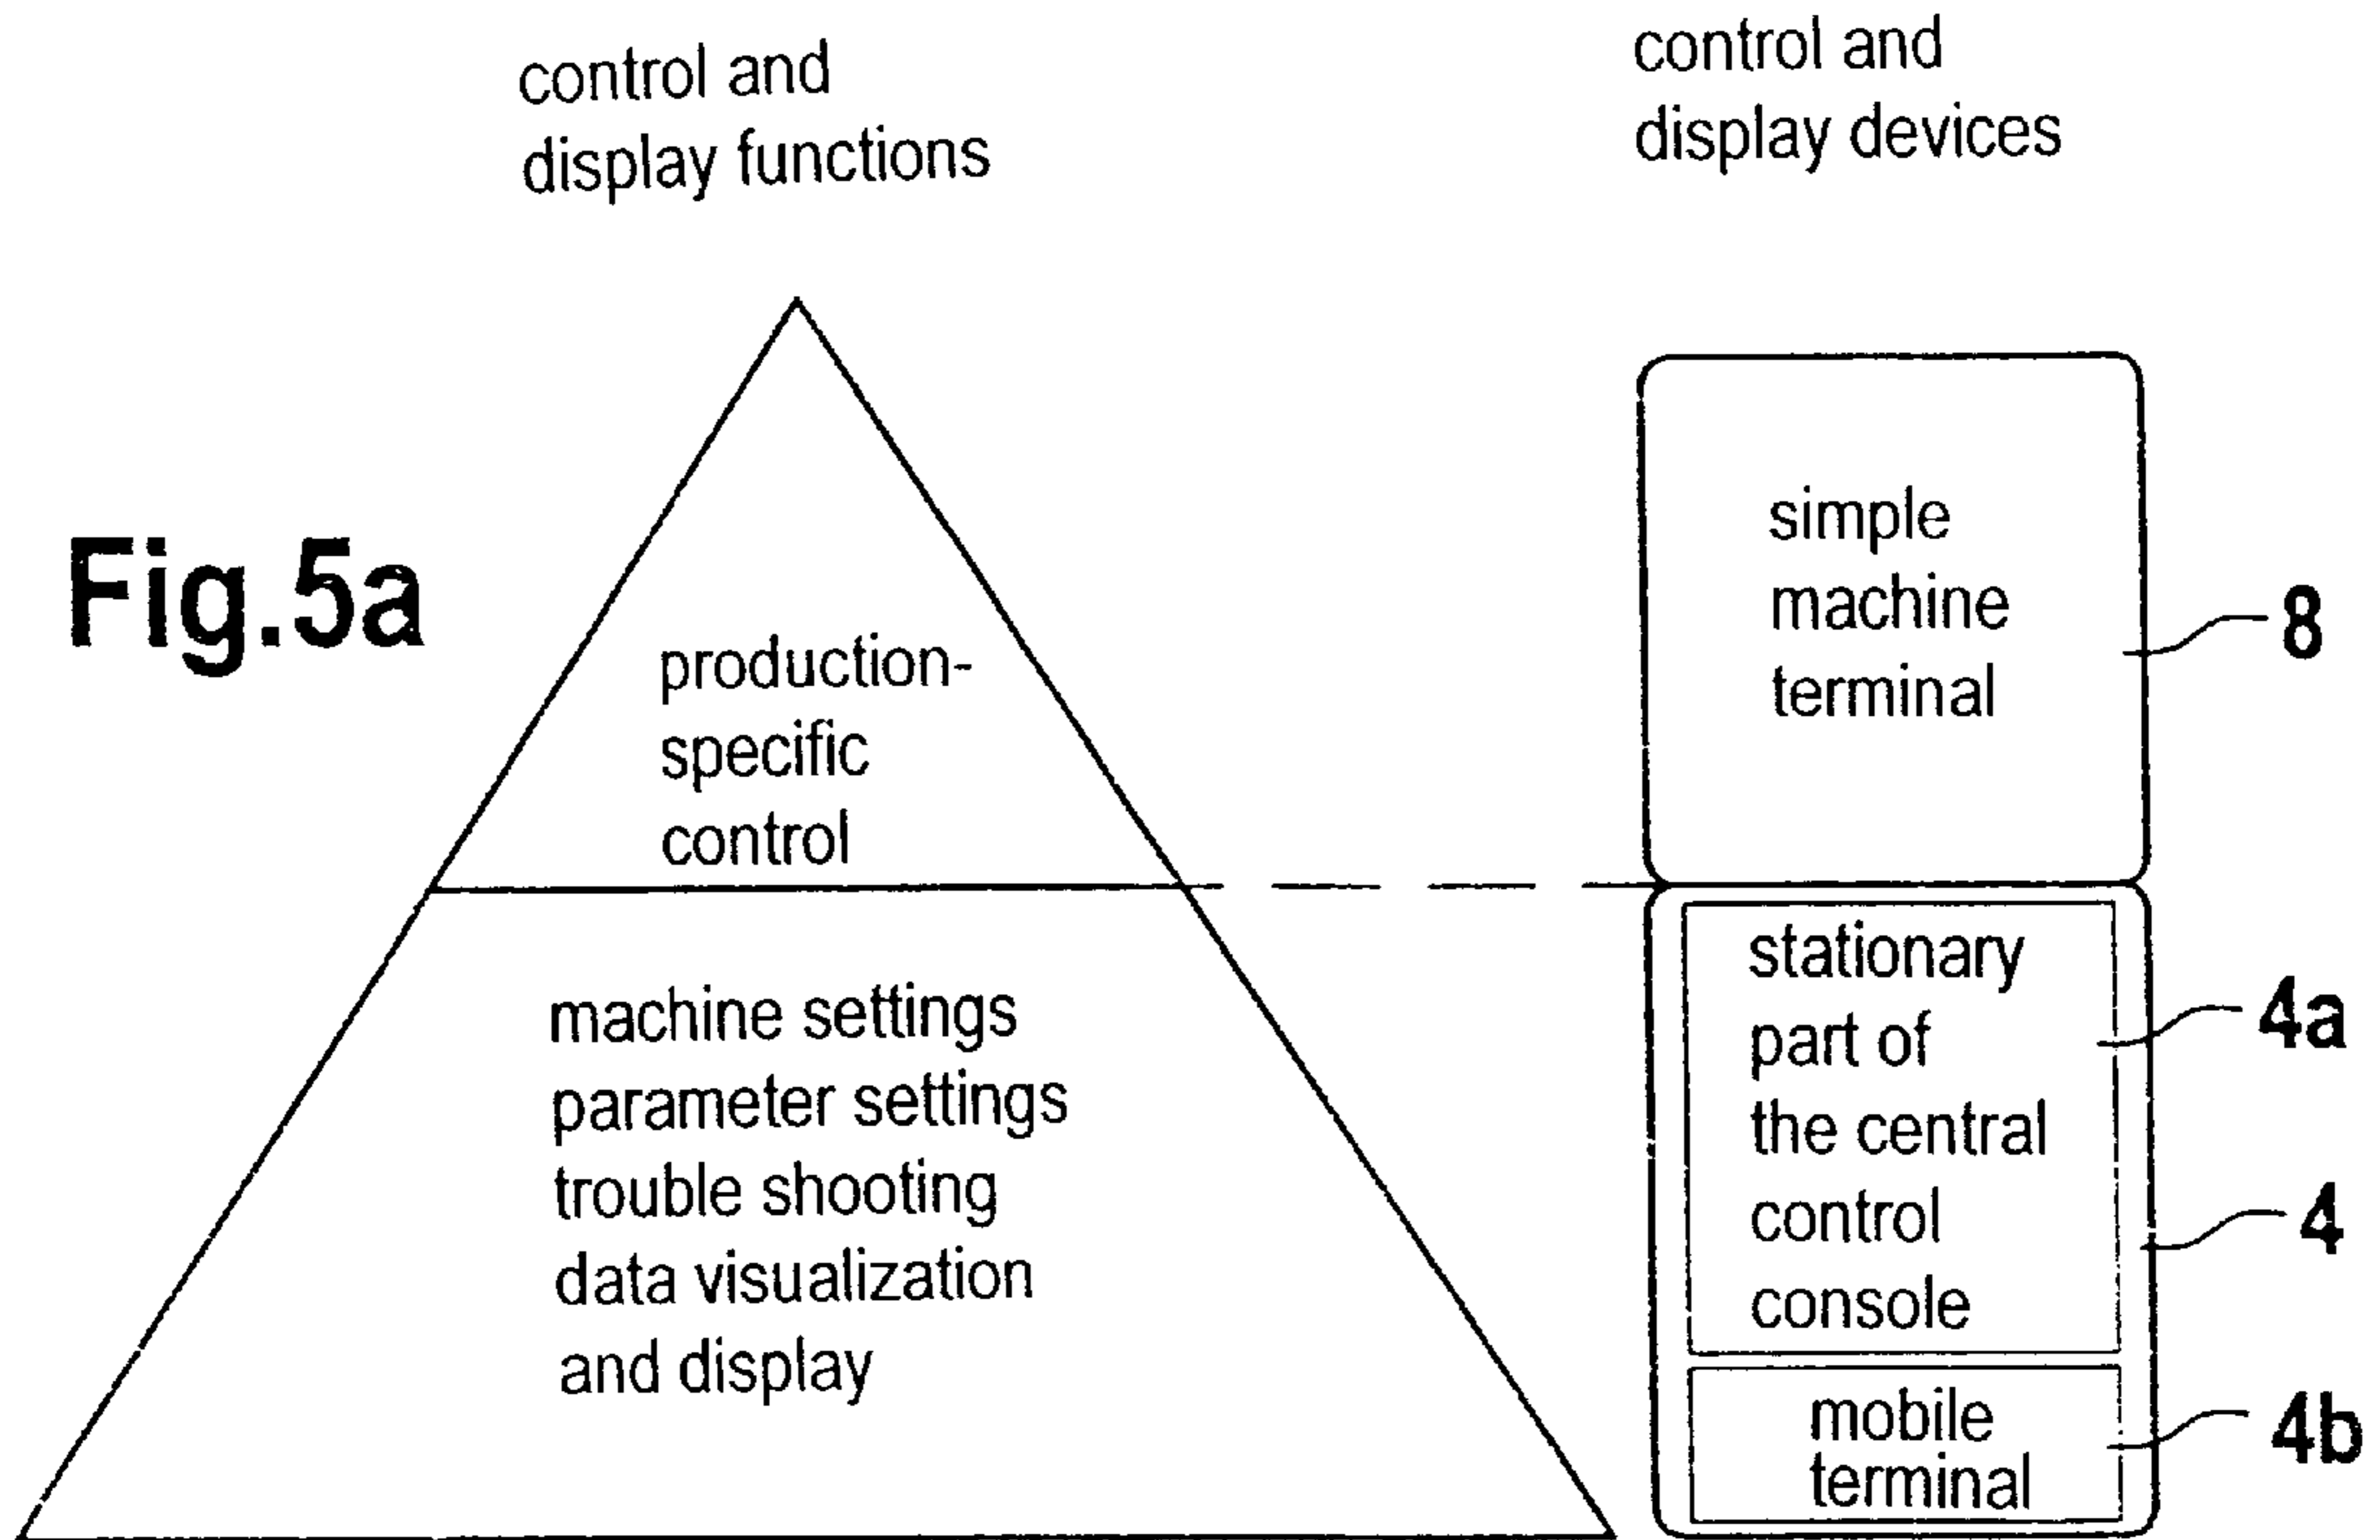 control and
display functions
control and
display devices
Fig.5a
production-
specific
control
machine settings
parameter settings
trouble shooting
data visualization
and display
simple
machine
terminal
8
stationary
part of
the central
control
console
4a
4
mobile
terminal
4b